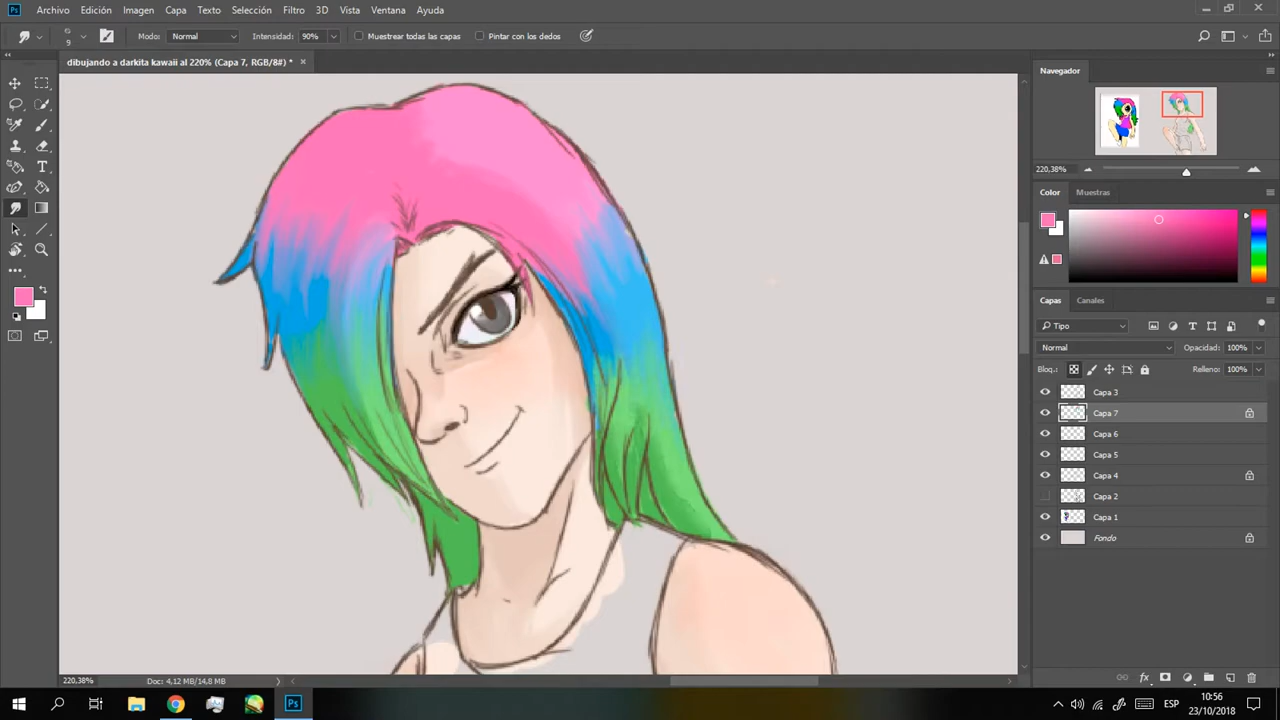 Ps Archivo Edición Imagen Capa Texto Selección Filtro 3D Vista Ventana Ayuda
9 Modo: Normal Intensidad: 90% Muestrear todas las capas Pintar con los dedos
dibujando a darkita kawaii al 220% (Capa 7, RGB/8#) *
Navegador
220,38%
Color Muestras
Capas Canales
Tipo
Normal Opacidad: 100%
Bloq.: Relleno: 100%
Capa 3
Capa 7
Capa 6
Capa 5
Capa 4
Capa 2
Capa 1
Fondo
220,38% Doc: 4,12 MB/14,8 MB
fx
Ps ESP 10:56
23/10/2018